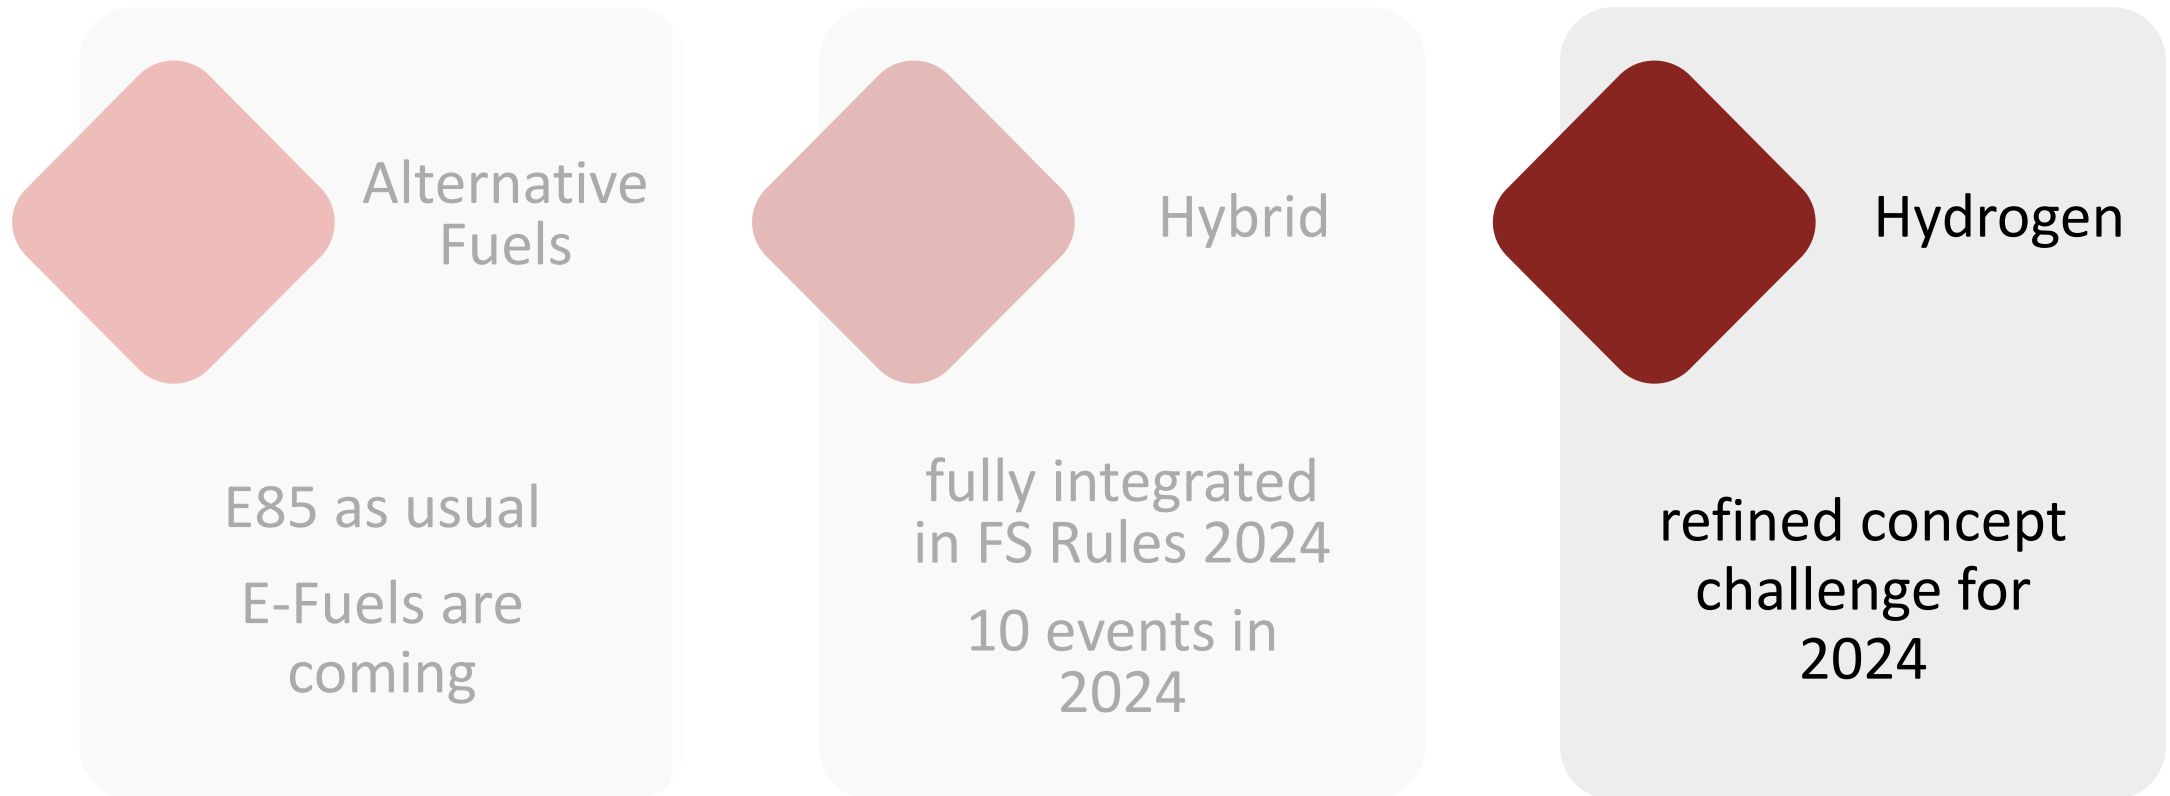 Alternative
Fuels
E85 as usual
E-Fuels are
coming
Hybrid
fully integrated
in FS Rules 2024
10 events in
2024
Hydrogen
refined concept
challenge for
2024